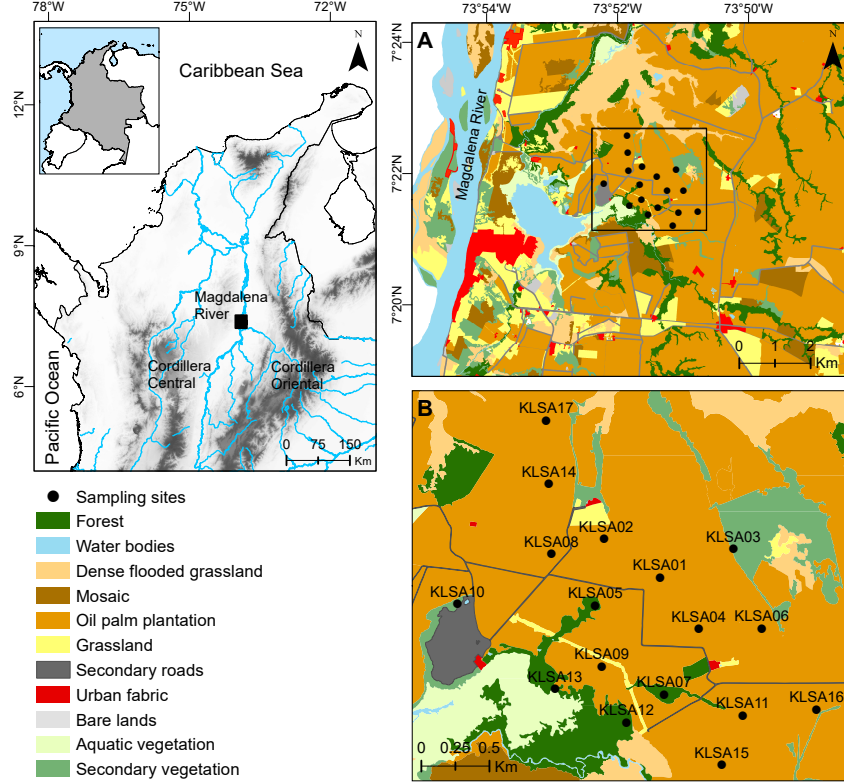 78°W
75°W
72°W
12°N
9°N
6°N
N
Caribbean Sea
Magdalena
River
Cordillera
Central
Cordillera
Oriental
Pacific Ocean
0 75 150
Km
Sampling sites
Forest
Water bodies
Dense flooded grassland
Mosaic
Oil palm plantation
Grassland
Secondary roads
Urban fabric
Bare lands
Aquatic vegetation
Secondary vegetation
73°54'W
73°52'W
73°50'W
7°24'N
7°22'N
7°20'N
A
N
Magdalena River
0 1 2
Km
B
KLSA17
KLSA14
KLSA02
KLSA08
KLSA03
KLSA01
KLSA10
KLSA05
KLSA04
KLSA06
KLSA09
KLSA13
KLSA07
KLSA12
KLSA11
KLSA16
KLSA15
0 0.25 0.5
Km